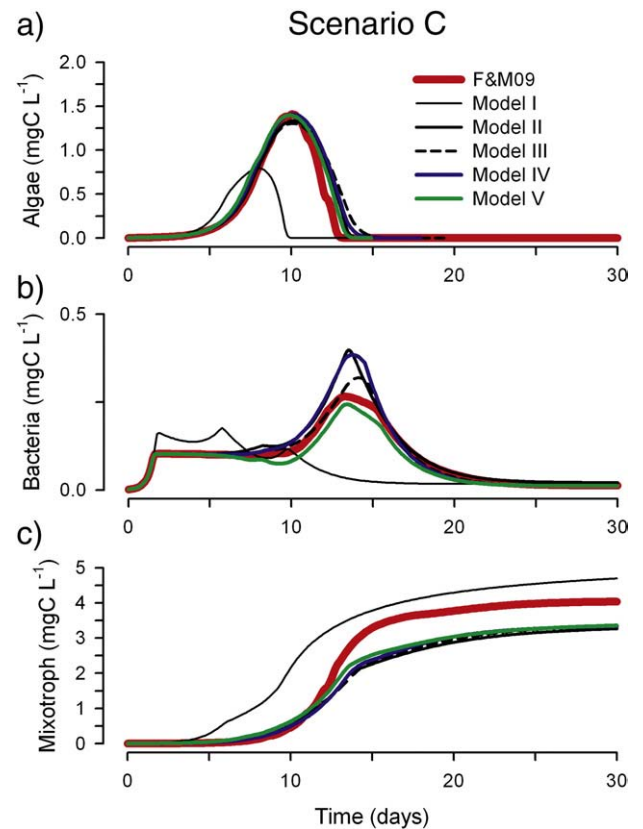 Scenario C
a)
Algae (mgC L⁻¹)
2.0
1.5
1.0
0.5
0.0
F&M09
Model I
Model II
Model III
Model IV
Model V
0 10 20 30
b)
Bacteria (mgC L⁻¹)
0.5
0.0
0 10 20 30
c)
Mixotroph (mgC L⁻¹)
5
4
3
2
1
0
0 10 20 30
Time (days)